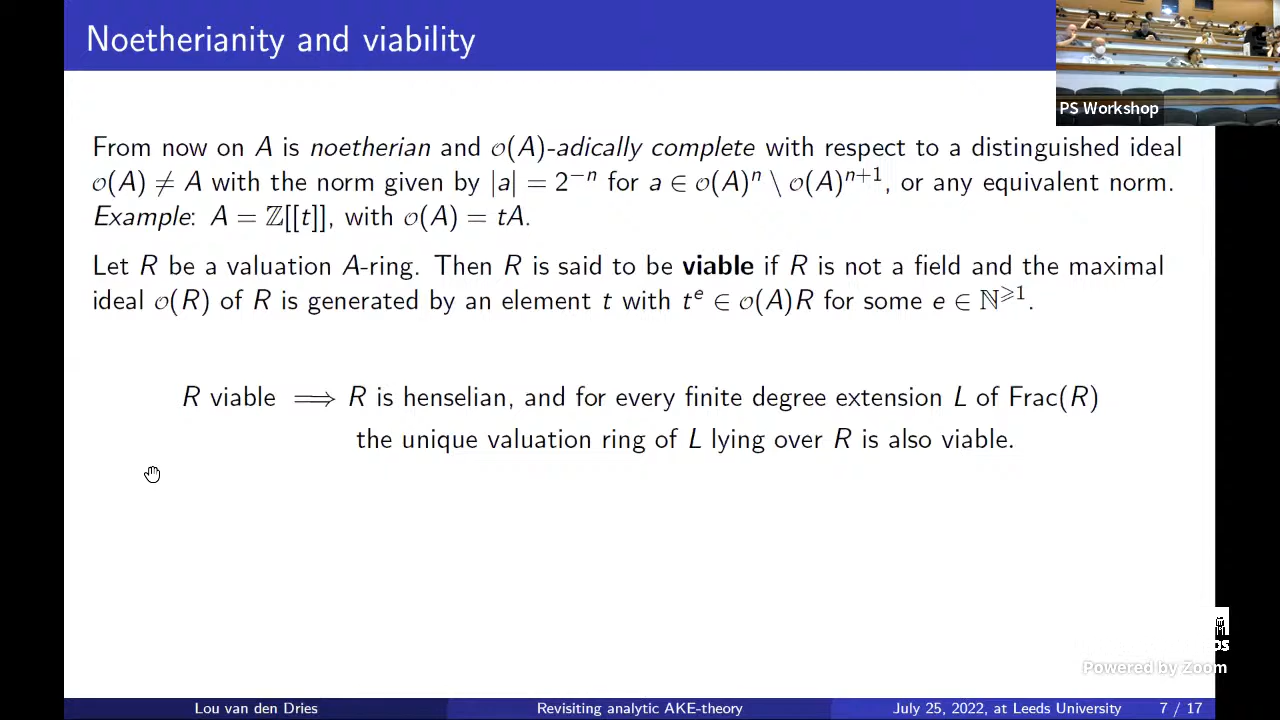 Noetherianity and viability
PS Workshop
From now on A is noetherian and 𝒪(A)-adically complete with respect to a distinguished ideal
𝒪(A) ≠ A with the norm given by |a| = 2⁻ⁿ for a ∈ 𝒪(A)ⁿ \ 𝒪(A)ⁿ⁺¹, or any equivalent norm.
Example: A = ℤ[[t]], with 𝒪(A) = tA.
Let R be a valuation A-ring. Then R is said to be viable if R is not a field and the maximal
ideal 𝒪(R) of R is generated by an element t with tᵉ ∈ 𝒪(A)R for some e ∈ ℕ^⩾1.
R viable ⟹ R is henselian, and for every finite degree extension L of Frac(R)
the unique valuation ring of L lying over R is also viable.
Powered by Zoom
Lou van den Dries Revisiting analytic AKE-theory July 25, 2022, at Leeds University 7 / 17